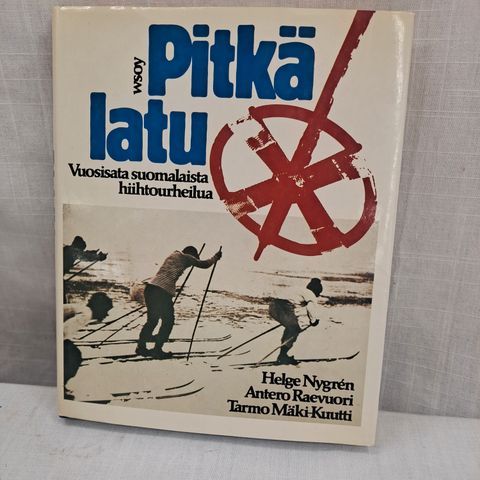 wsoy
Pitkä
latu
Vuosisata suomalaista
hiihtourheilua
Helge Nygrén
Antero Raevuori
Tarmo Mäki-Kuutti